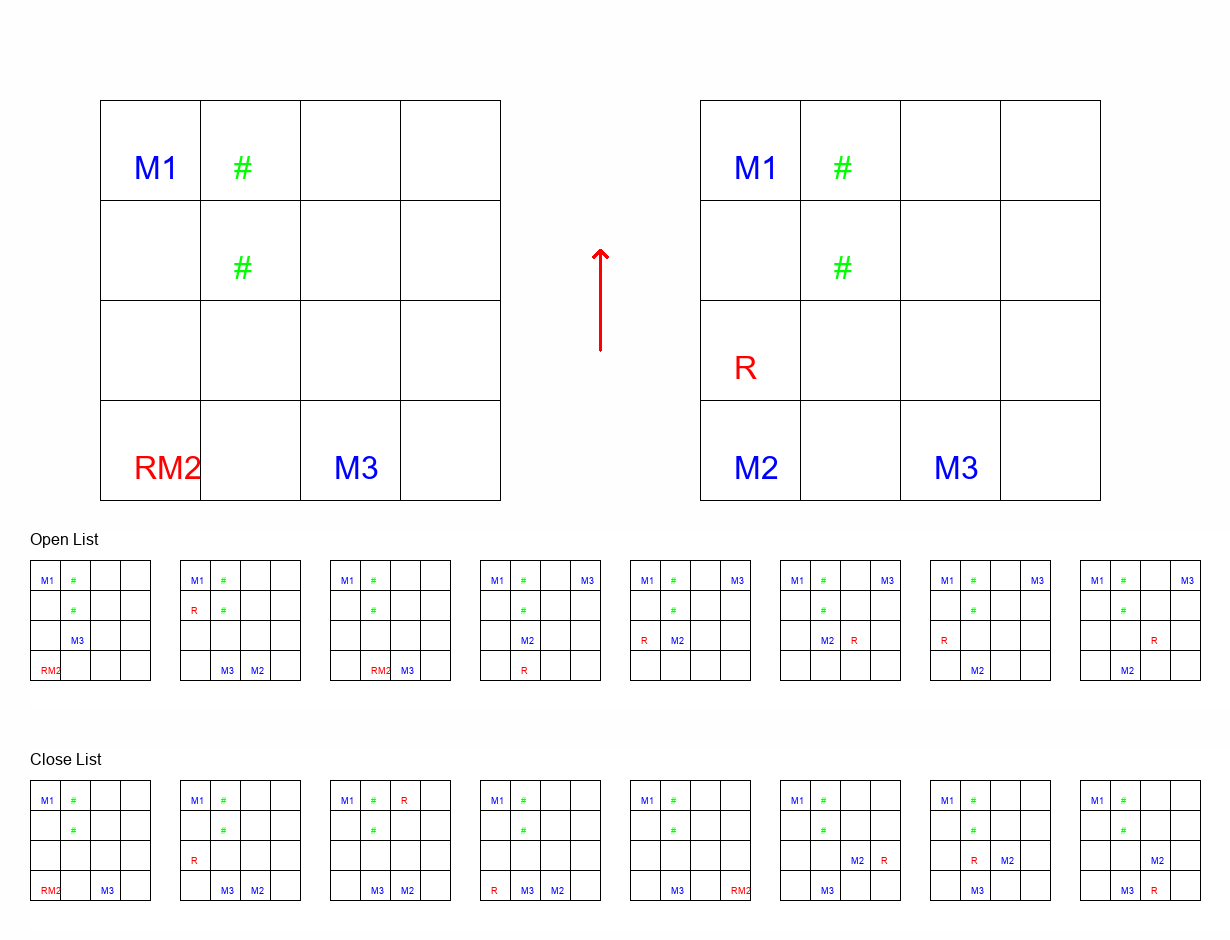 M1 # M1 #
# #
R
RM2 M3 M2 M3
Open List
M1 # M1 # M1 # M1 # M3 M1 # M3 M1 # M3 M1 # M3 M1 # M3
# R # # # # # # #
M3 M2 R M2 M2 R R R
RM2 M3 M2 RM2 M3 R M2 M2
Close List
M1 # M1 # M1 # R M1 # M1 # M1 # M1 # M1 #
# # # # # # # #
R M2 R R M2 M2
RM2 M3 M3 M2 M3 M2 R M3 M2 M3 RM2 M3 M3 M3 R